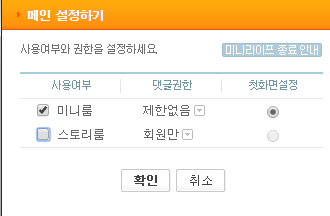 메인 설정하기
사용여부와 권한을 설정하세요. 미니라이프 종료 안내
사용여부 댓글권한 첫화면설정
미니룸 제한없음
스토리룸 회원만
확인 취소